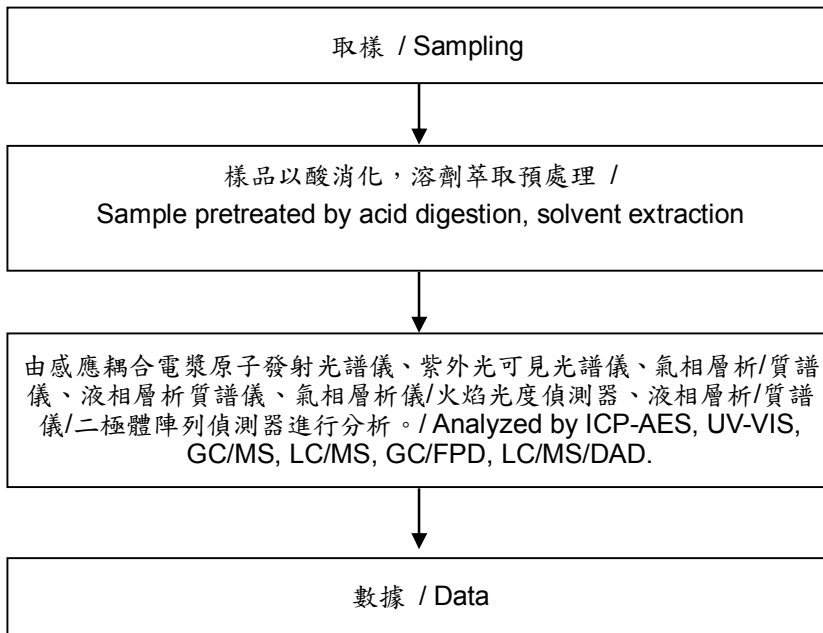 取樣 / Sampling
樣品以酸消化，溶劑萃取預處理 /
Sample pretreated by acid digestion, solvent extraction
由感應耦合電漿原子發射光譜儀、紫外光可見光譜儀、氣相層析/質譜
儀、液相層析質譜儀、氣相層析儀/火焰光度偵測器、液相層析/質譜
儀/二極體陣列偵測器進行分析。/ Analyzed by ICP-AES, UV-VIS,
GC/MS, LC/MS, GC/FPD, LC/MS/DAD.
數據 / Data